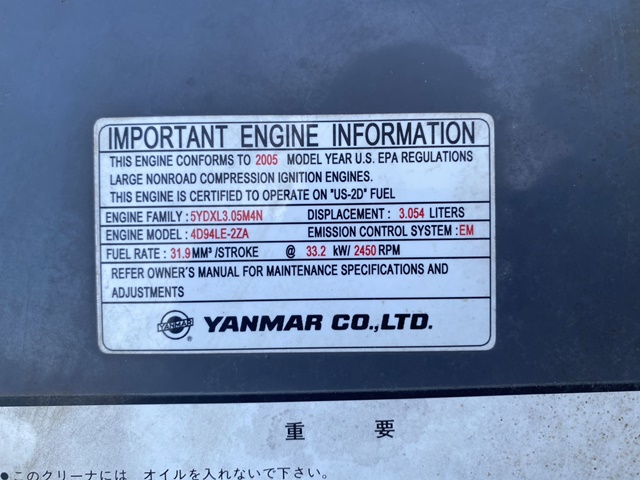 IMPORTANT ENGINE INFORMATION
THIS ENGINE CONFORMS TO 2005 MODEL YEAR U.S. EPA REGULATIONS
LARGE NONROAD COMPRESSION IGNITION ENGINES.
THIS ENGINE IS CERTIFIED TO OPERATE ON "US-2D" FUEL
ENGINE FAMILY : 5YDXL3.05M4N DISPLACEMENT : 3.054 LITERS
ENGINE MODEL : 4D94LE-2ZA EMISSION CONTROL SYSTEM : EM
FUEL RATE : 31.9 MM³/STROKE @ 33.2 kW/ 2450 RPM
REFER OWNER'S MANUAL FOR MAINTENANCE SPECIFICATIONS AND
ADJUSTMENTS
YANMAR ® YANMAR CO.,LTD.
重 要
●このクリーナには オイルを入れないで下さい。